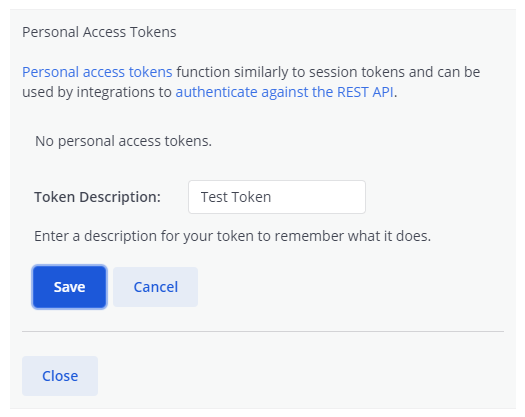 Personal Access Tokens
Personal access tokens function similarly to session tokens and can be
used by integrations to authenticate against the REST API.
No personal access tokens.
Token Description: Test Token
Enter a description for your token to remember what it does.
Save Cancel
Close